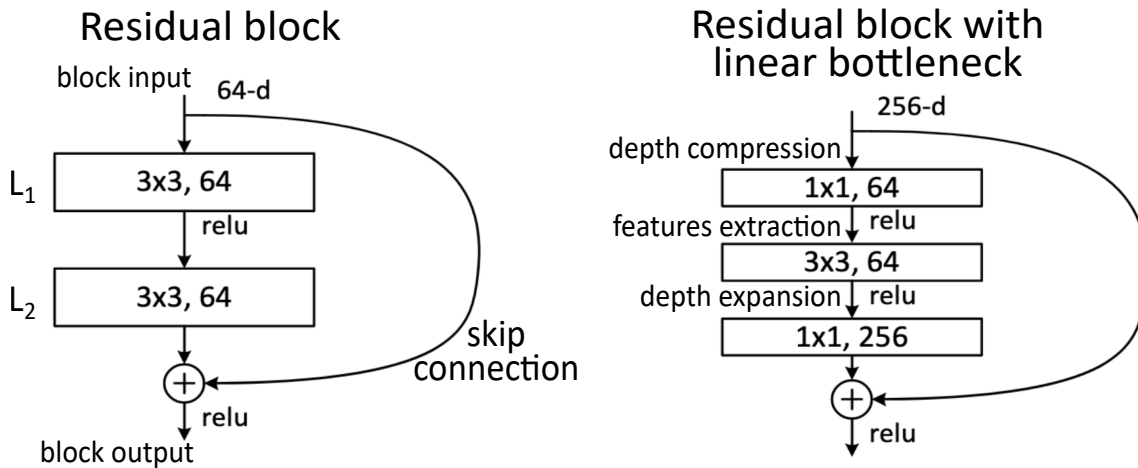 Residual block
block input
64-d
L1
3x3, 64
relu
L2
3x3, 64
skip
connection
relu
block output
Residual block with
linear bottleneck
256-d
depth compression
1x1, 64
features extraction
relu
3x3, 64
depth expansion
relu
1x1, 256
+
relu